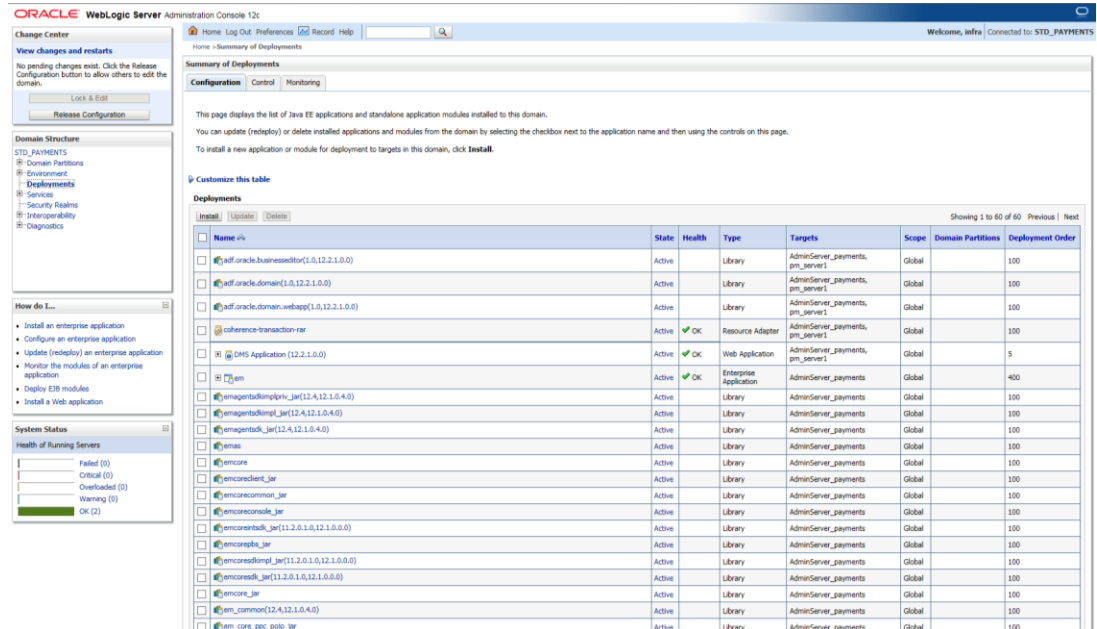 ORACLE WebLogic Server Administration Console 12c
Change Center
View changes and restarts
No pending changes exist. Click the Release
Configuration button to allow others to edit the
domain.
Lock & Edit
Release Configuration
Domain Structure
STD_PAYMENTS
Domain Partitions
Environment
Deployments
Services
Security Realms
Interoperability
Diagnostics
How do I...
Install an enterprise application
Configure an enterprise application
Update (redeploy) an enterprise application
Monitor the modules of an enterprise
application
Deploy EJB modules
Install a Web application
System Status
Health of Running Servers
Failed (0)
Critical (0)
Overloaded (0)
Warning (0)
OK (2)
Home Log Out Preferences Record Help
Welcome, infra Connected to: STD_PAYMENTS
Home >Summary of Deployments
Summary of Deployments
Configuration Control Monitoring
This page displays the list of Java EE applications and standalone application modules installed to this domain.
You can update (redeploy) or delete installed applications and modules from the domain by selecting the checkbox next to the application name and then using the controls on this page.
To install a new application or module for deployment to targets in this domain, click Install.
Customize this table
Deployments
Install Update Delete Showing 1 to 60 of 60 Previous | Next
Name State Health Type Targets Scope Domain Partitions Deployment Order
adf.oracle.businesseditor(1.0,12.2.1.0.0) Active Library AdminServer_payments, pm_server1 Global 100
adf.oracle.domain(1.0,12.2.1.0.0) Active Library AdminServer_payments, pm_server1 Global 100
adf.oracle.domain.webapp(1.0,12.2.1.0.0) Active Library AdminServer_payments, pm_server1 Global 100
coherence-transaction-rar Active OK Resource Adapter AdminServer_payments, pm_server1 Global 100
DMS Application (12.2.1.0.0) Active OK Web Application AdminServer_payments, pm_server1 Global 5
em Active OK Enterprise Application AdminServer_payments Global 400
emagentsdkimplpriv_jar(12.4,12.1.0.4.0) Active Library AdminServer_payments Global 100
emagentsdkimpl_jar(12.4,12.1.0.4.0) Active Library AdminServer_payments Global 100
emagentsdk_jar(12.4,12.1.0.4.0) Active Library AdminServer_payments Global 100
emas Active Library AdminServer_payments Global 100
emcore Active Library AdminServer_payments Global 100
emcoreclient_jar Active Library AdminServer_payments Global 100
emcorecommon_jar Active Library AdminServer_payments Global 100
emcoreconsole_jar Active Library AdminServer_payments Global 100
emcoreintsdk_jar(11.2.0.1.0,12.1.0.0.0) Active Library AdminServer_payments Global 100
emcorepbs_jar Active Library AdminServer_payments Global 100
emcoresdkimpl_jar(11.2.0.1.0,12.1.0.0.0) Active Library AdminServer_payments Global 100
emcoresdk_jar(11.2.0.1.0,12.1.0.0.0) Active Library AdminServer_payments Global 100
emcore_jar Active Library AdminServer_payments Global 100
em_common(12.4,12.1.0.4.0) Active Library AdminServer_payments Global 100
em_core_ppc_polo_jar Active Library AdminServer_payments Global 100